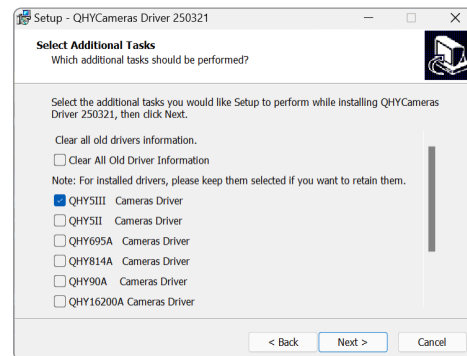 Setup - QHYCameras Driver 250321
Select Additional Tasks
Which additional tasks should be performed?
Select the additional tasks you would like Setup to perform while installing QHYCameras
Driver 250321, then click Next.
Clear all old drivers information.
Clear All Old Driver Information
Note: For installed drivers, please keep them selected if you want to retain them.
QHY5III Cameras Driver
QHY5II Cameras Driver
QHY695A Cameras Driver
QHY814A Cameras Driver
QHY90A Cameras Driver
QHY16200A Cameras Driver
< Back Next > Cancel